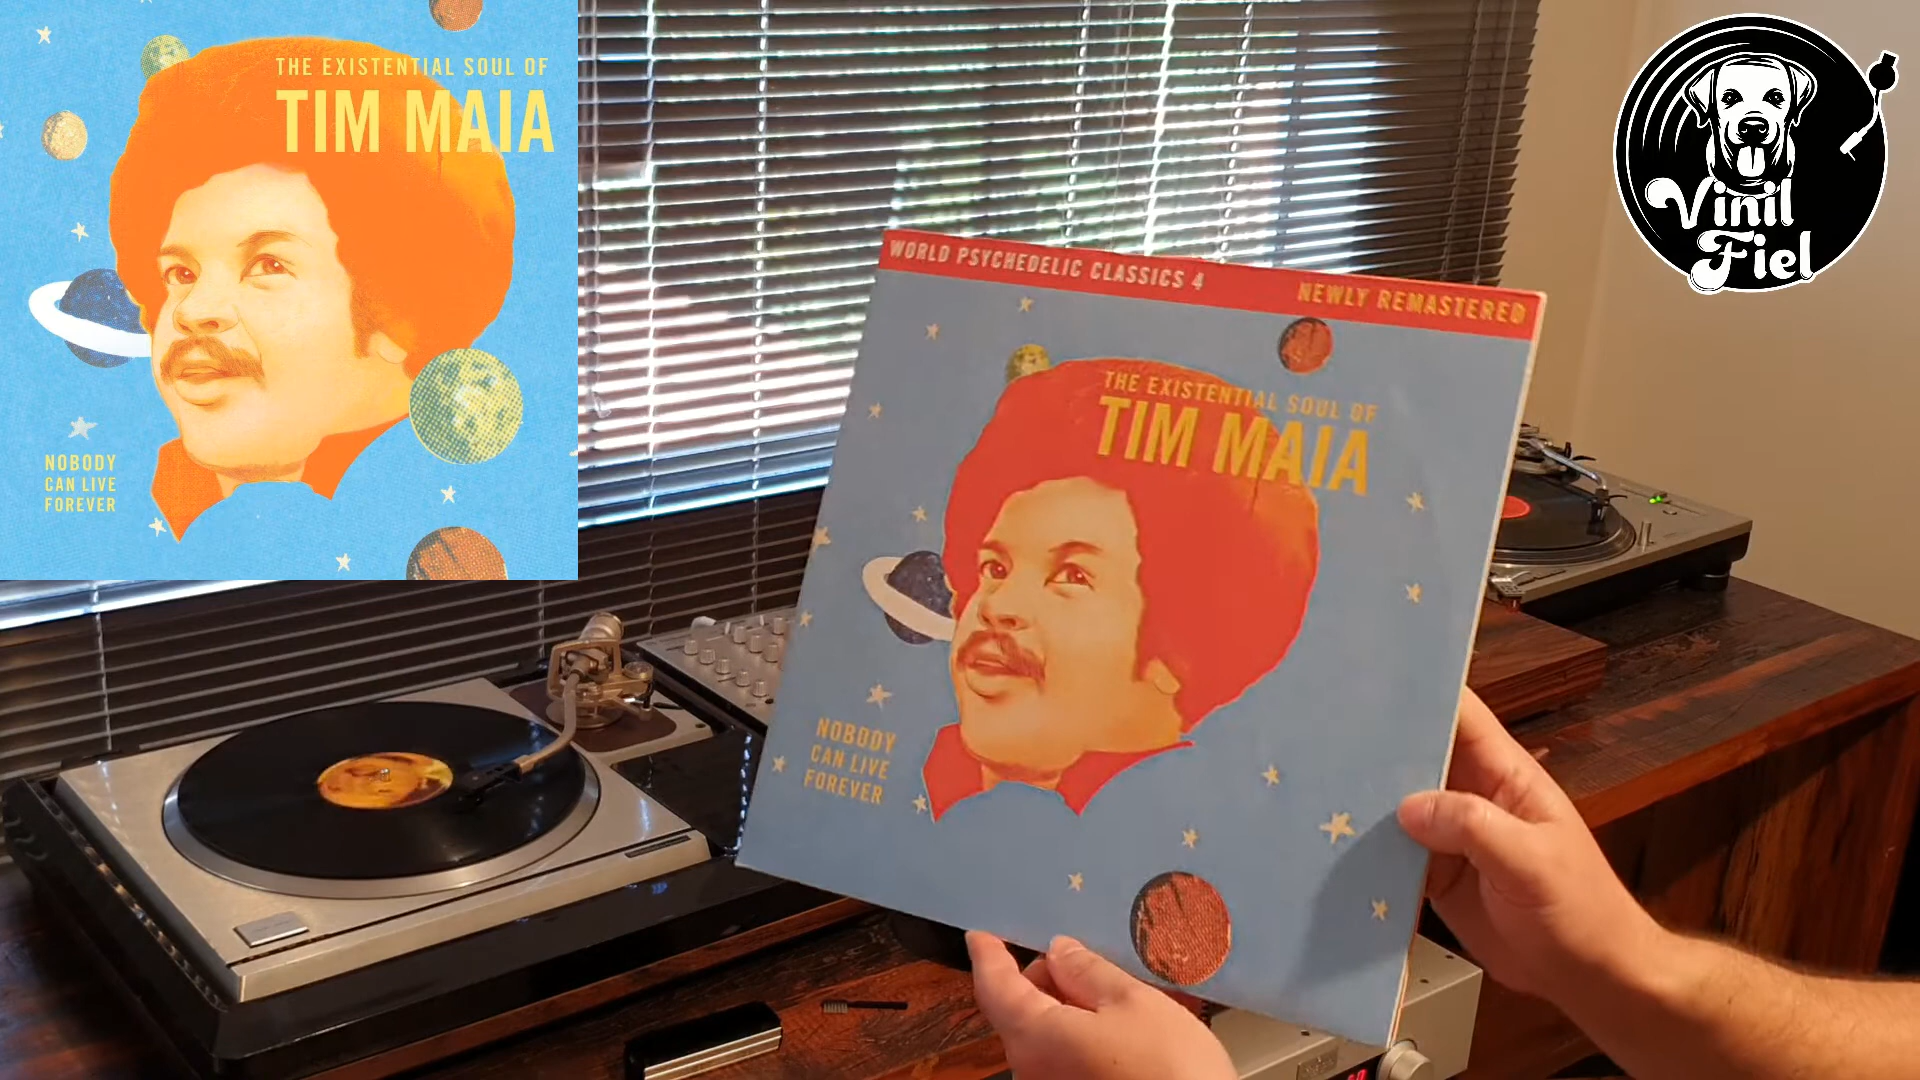 THE EXISTENTIAL SOUL OF
TIM MAIA
NOBODY
CAN LIVE
FOREVER
Vinil
Fiel
WORLD PSYCHEDELIC CLASSICS 4
NEWLY REMASTERED
THE EXISTENTIAL SOUL OF
TIM MAIA
NOBODY
CAN LIVE
FOREVER